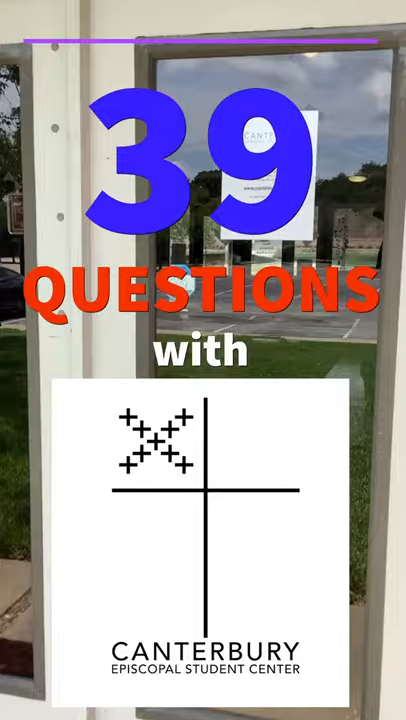 39
QUESTIONS
with
CANTERBURY
EPISCOPAL STUDENT CENTER